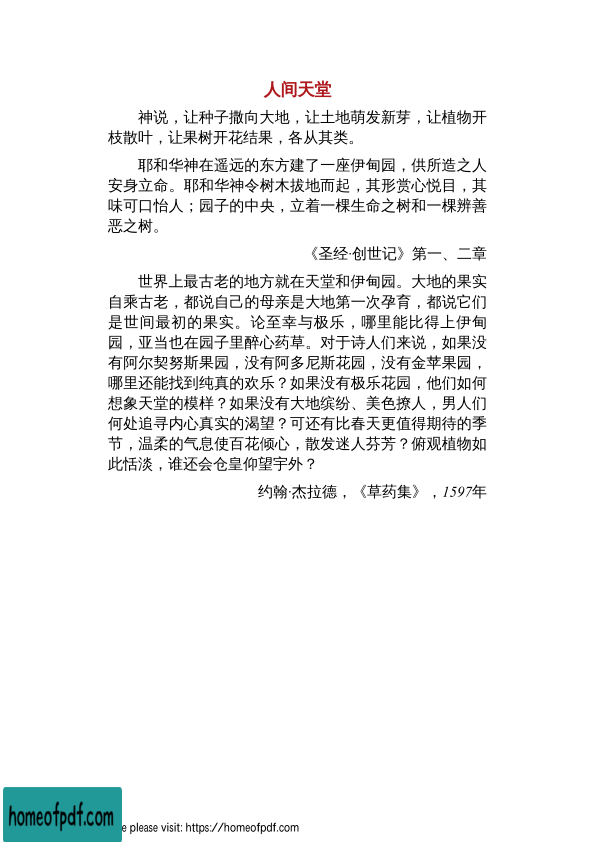 人间天堂
神说，让种子撒向大地，让土地萌发新芽，让植物开
枝散叶，让果树开花结果，各从其类。
耶和华神在遥远的东方建了一座伊甸园，供所造之人
安身立命。耶和华神令树木拔地而起，其形赏心悦目，其
味可口怡人；园子的中央，立着一棵生命之树和一棵辨善
恶之树。
《圣经·创世记》第一、二章
世界上最古老的地方就在天堂和伊甸园。大地的果实
自乘古老，都说自己的母亲是大地第一次孕育，都说它们
是世间最初的果实。论至幸与极乐，哪里能比得上伊甸
园，亚当也在园子里醉心药草。对于诗人们来说，如果没
有阿尔契努斯果园，没有阿多尼斯花园，没有金苹果园，
哪里还能找到纯真的欢乐？如果没有极乐花园，他们如何
想象天堂的模样？如果没有大地缤纷、美色撩人，男人们
何处追寻内心真实的渴望？可还有比春天更值得期待的季
节，温柔的气息使百花倾心，散发迷人芬芳？俯观植物如
此恬淡，谁还会仓皇仰望宇外？
约翰·杰拉德，《草药集》，1597年
homeofpdf.com
e please visit: https://homeofpdf.com